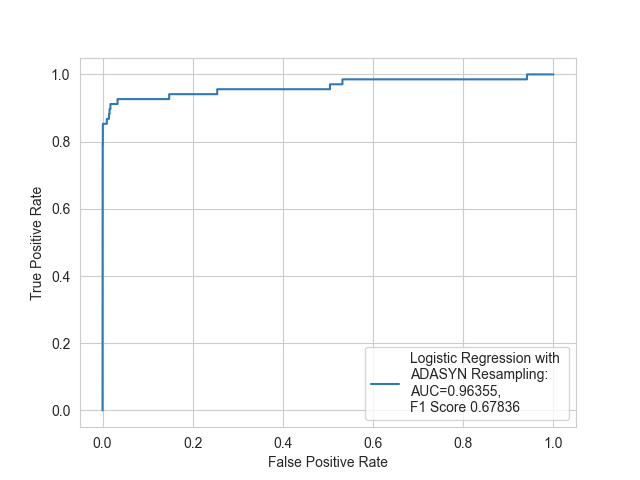 1.0
0.8
0.6
0.4
0.2
0.0
True Positive Rate
Logistic Regression with
ADASYN Resampling:
AUC=0.96355,
F1 Score 0.67836
0.0 0.2 0.4 0.6 0.8 1.0
False Positive Rate